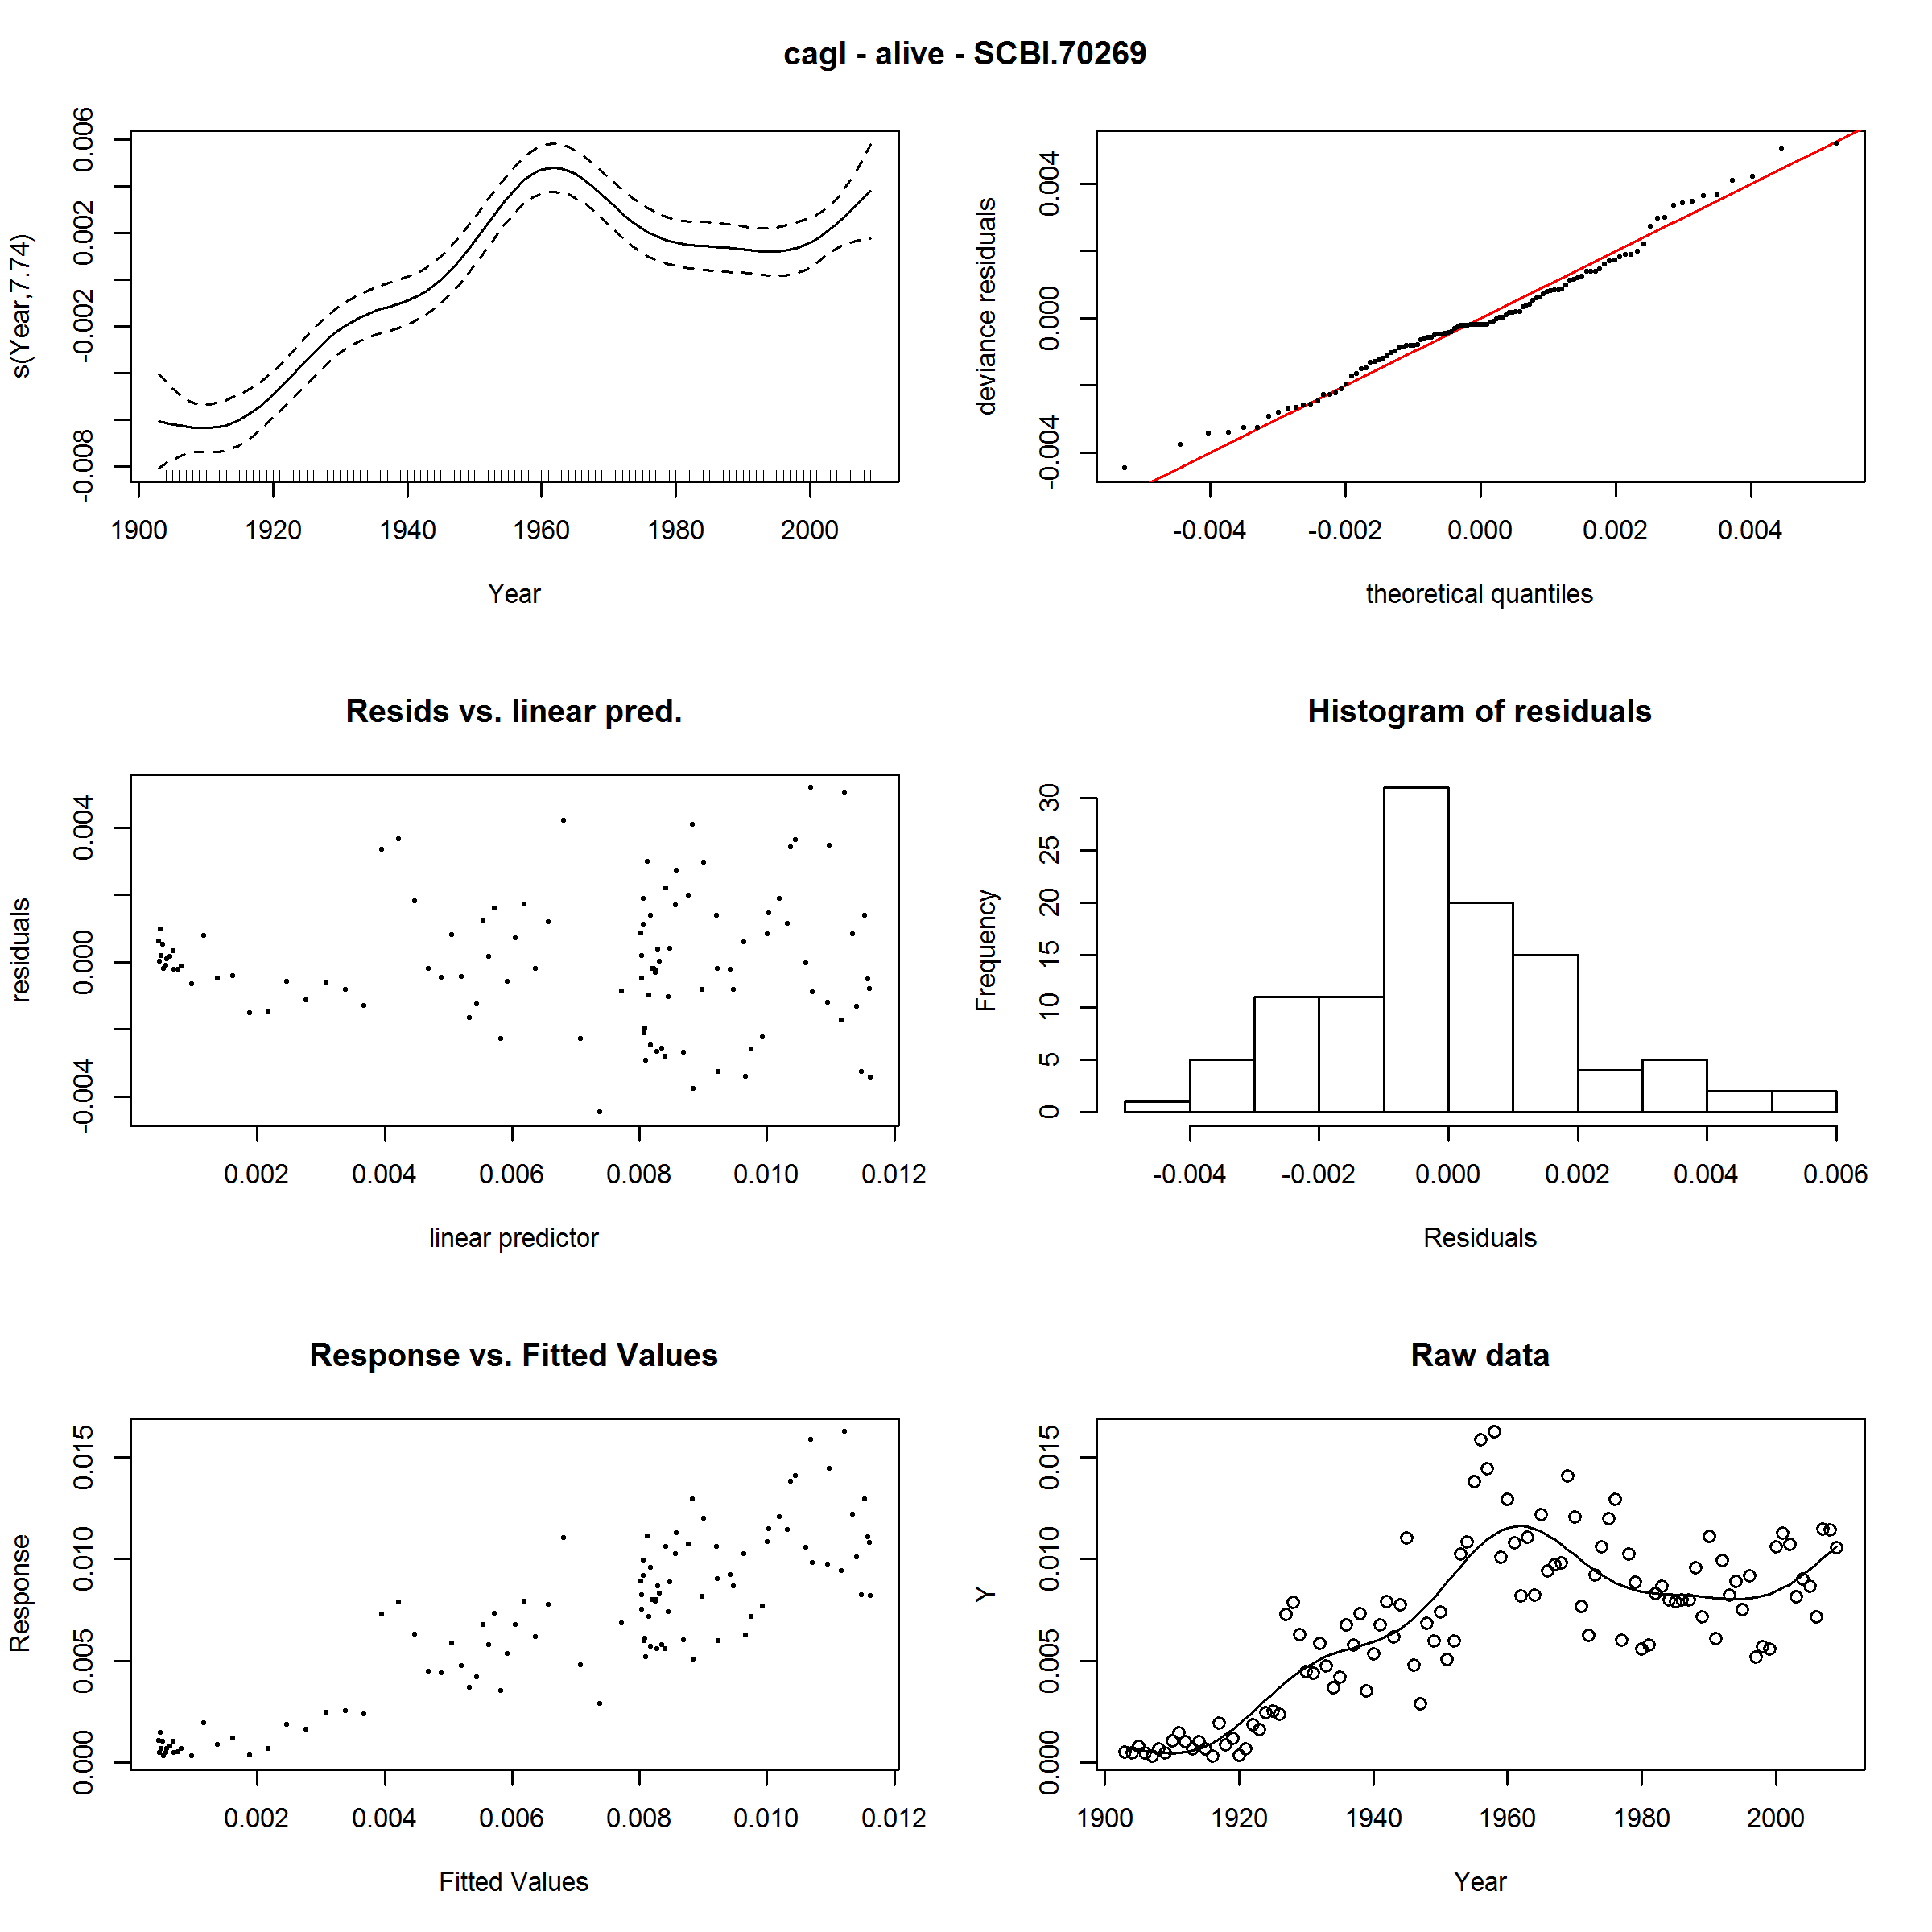 cagl - alive - SCBI.70269
s(Year,7.74)
-0.008 -0.002 0.002 0.006
1900 1920 1940 1960 1980 2000
Year
deviance residuals
-0.004 0.000 0.004
-0.004 -0.002 0.000 0.002 0.004
theoretical quantiles
Resids vs. linear pred.
residuals
-0.004 0.000 0.004
0.002 0.004 0.006 0.008 0.010 0.012
linear predictor
Histogram of residuals
Frequency
0 5 10 15 20 25 30
-0.004 -0.002 0.000 0.002 0.004 0.006
Residuals
Response vs. Fitted Values
Response
0.000 0.005 0.010 0.015
0.002 0.004 0.006 0.008 0.010 0.012
Fitted Values
Raw data
Y
0.000 0.005 0.010 0.015
1900 1920 1940 1960 1980 2000
Year